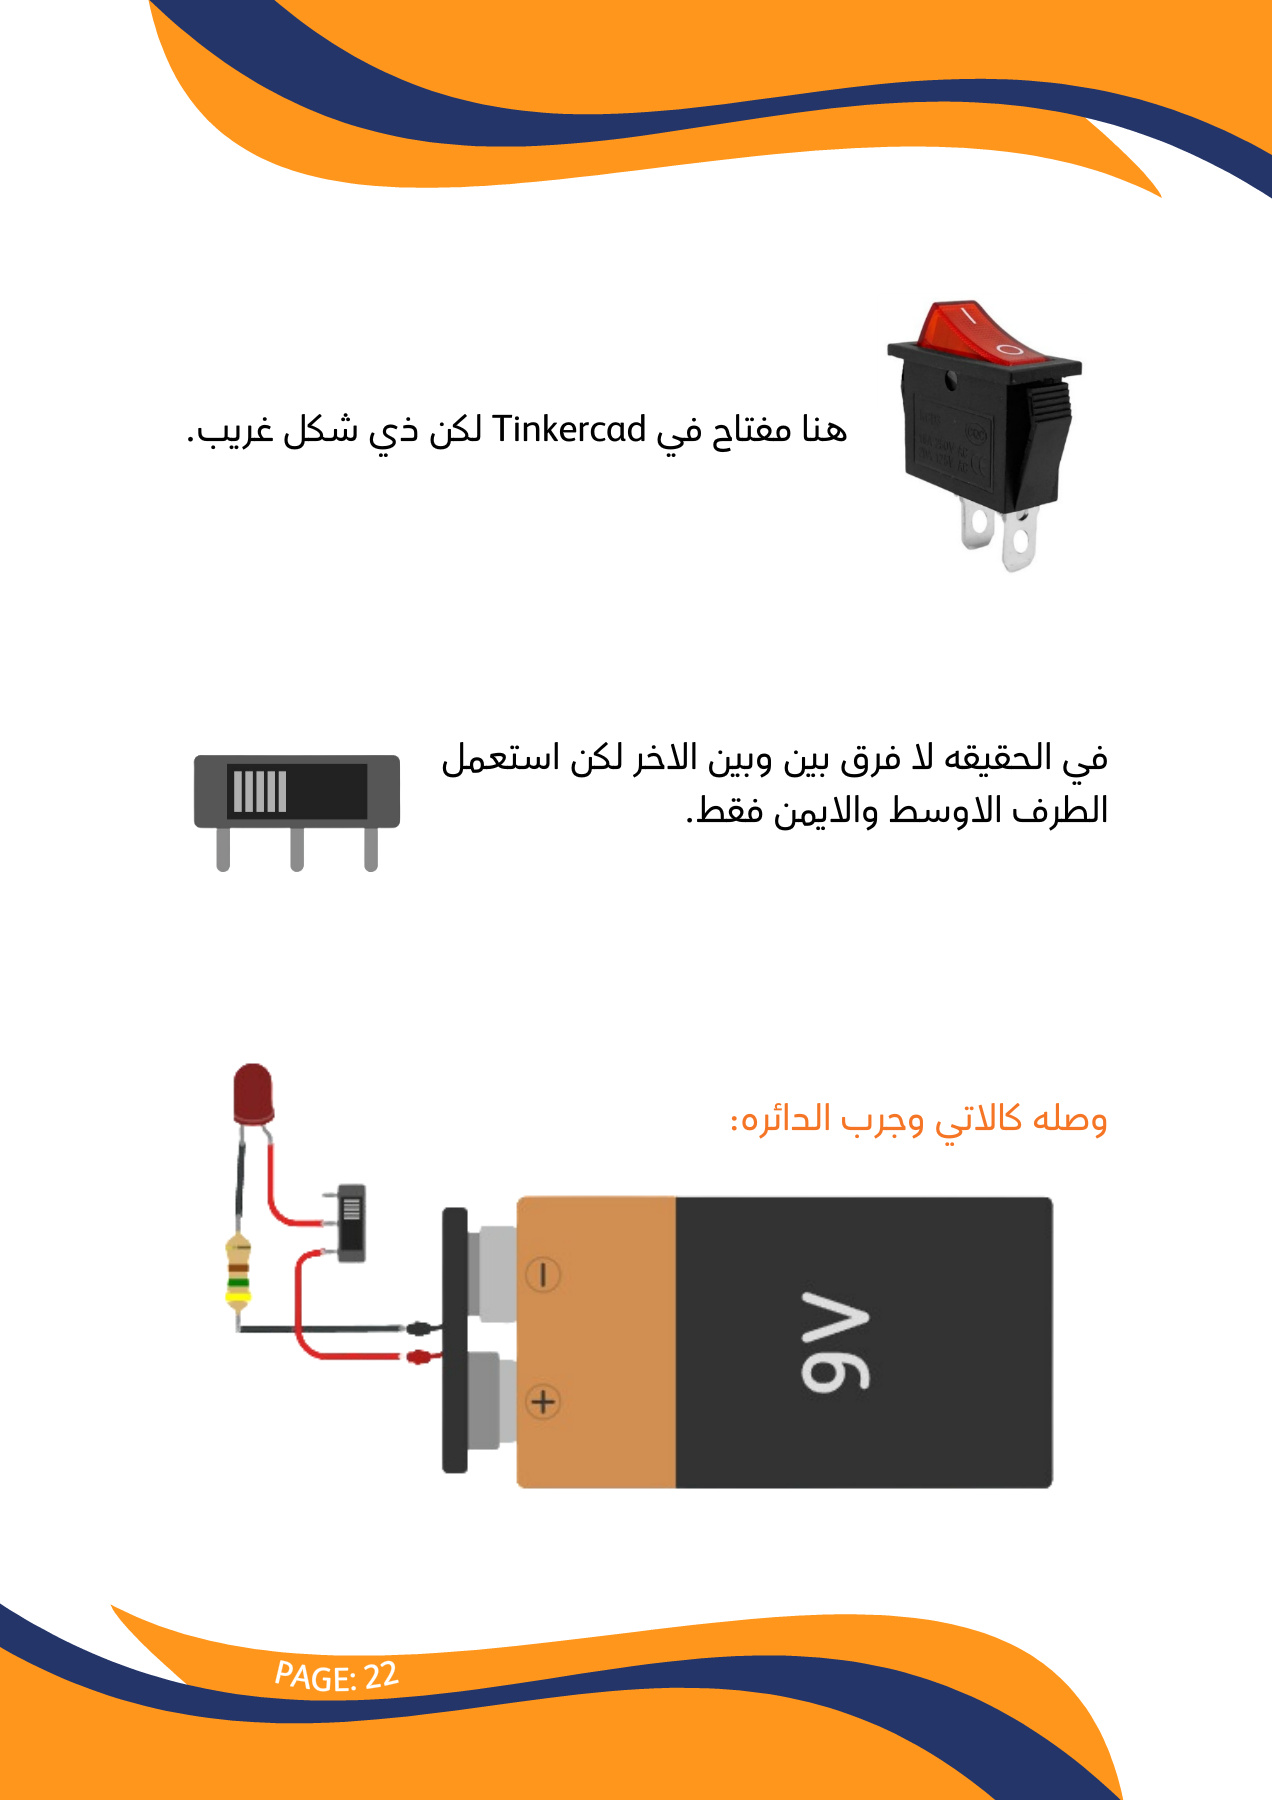 هنا مفتاح في Tinkercad لكن ذي شكل غريب.
في الحقيقه لا فرق بين وبين الاخر لكن استعمل
الطرف الاوسط والايمن فقط.
وصله كالاتي وجرب الدائره:
−
+
9V
PAGE: 22